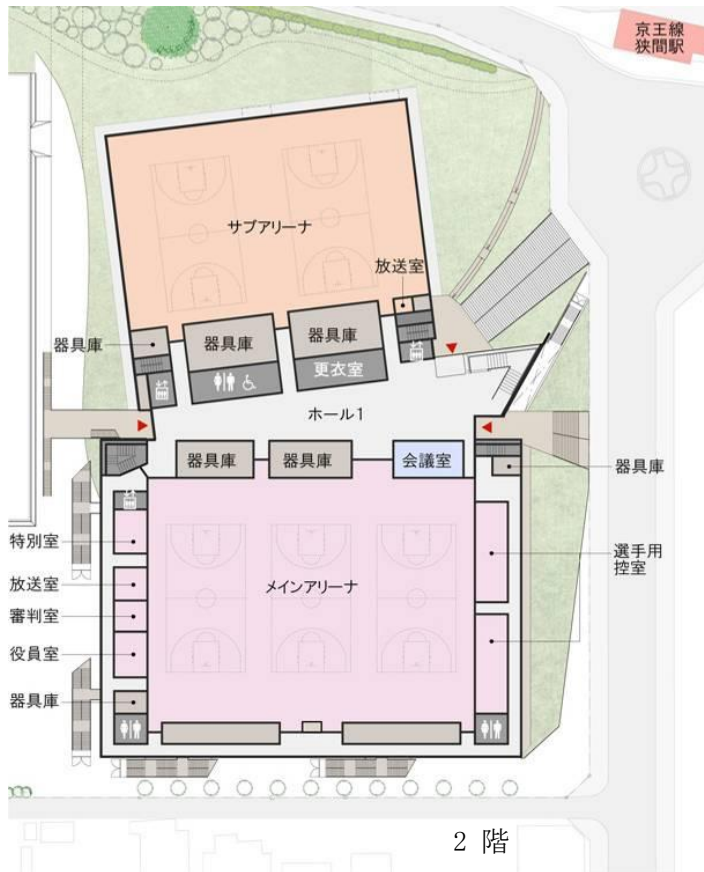 京王線
狭間駅
サブアリーナ
放送室
器具庫
器具庫
器具庫
更衣室
ホール1
器具庫
器具庫
会議室
器具庫
特別室
メインアリーナ
選手用
控室
放送室
審判室
役員室
器具庫
2 階